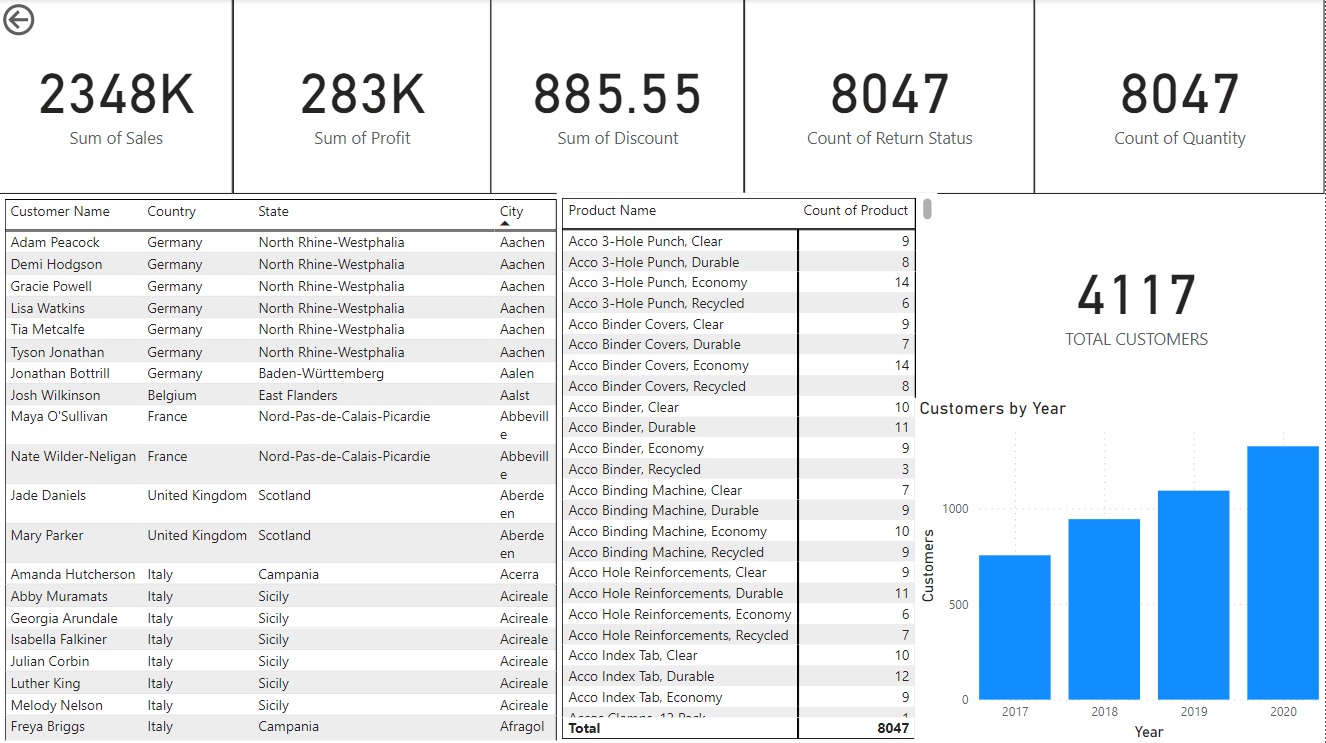 2348K
Sum of Sales
283K
Sum of Profit
885.55
Sum of Discount
8047
Count of Return Status
8047
Count of Quantity
Customer Name Country State City
Adam Peacock Germany North Rhine-Westphalia Aachen
Demi Hodgson Germany North Rhine-Westphalia Aachen
Gracie Powell Germany North Rhine-Westphalia Aachen
Lisa Watkins Germany North Rhine-Westphalia Aachen
Tia Metcalfe Germany North Rhine-Westphalia Aachen
Tyson Jonathan Germany North Rhine-Westphalia Aachen
Jonathan Bottrill Germany Baden-Württemberg Aalen
Josh Wilkinson Belgium East Flanders Aalst
Maya O'Sullivan France Nord-Pas-de-Calais-Picardie Abbevill
e
Nate Wilder-Neligan France Nord-Pas-de-Calais-Picardie Abbevill
e
Jade Daniels United Kingdom Scotland Aberde
en
Mary Parker United Kingdom Scotland Aberde
en
Amanda Hutcherson Italy Campania Acerra
Abby Muramats Italy Sicily Acireale
Georgia Arundale Italy Sicily Acireale
Isabella Falkiner Italy Sicily Acireale
Julian Corbin Italy Sicily Acireale
Luther King Italy Sicily Acireale
Melody Nelson Italy Sicily Acireale
Freya Briggs Italy Campania Afragol
Product Name Count of Product
Acco 3-Hole Punch, Clear 9
Acco 3-Hole Punch, Durable 8
Acco 3-Hole Punch, Economy 14
Acco 3-Hole Punch, Recycled 6
Acco Binder Covers, Clear 9
Acco Binder Covers, Durable 7
Acco Binder Covers, Economy 14
Acco Binder Covers, Recycled 8
Acco Binder, Clear 10
Acco Binder, Durable 11
Acco Binder, Economy 9
Acco Binder, Recycled 3
Acco Binding Machine, Clear 7
Acco Binding Machine, Durable 9
Acco Binding Machine, Economy 10
Acco Binding Machine, Recycled 9
Acco Hole Reinforcements, Clear 9
Acco Hole Reinforcements, Durable 11
Acco Hole Reinforcements, Economy 6
Acco Hole Reinforcements, Recycled 7
Acco Index Tab, Clear 10
Acco Index Tab, Durable 12
Acco Index Tab, Economy 9
Total 8047
4117
TOTAL CUSTOMERS
Customers by Year
Customers
1000
500
0
2017 2018 2019 2020
Year